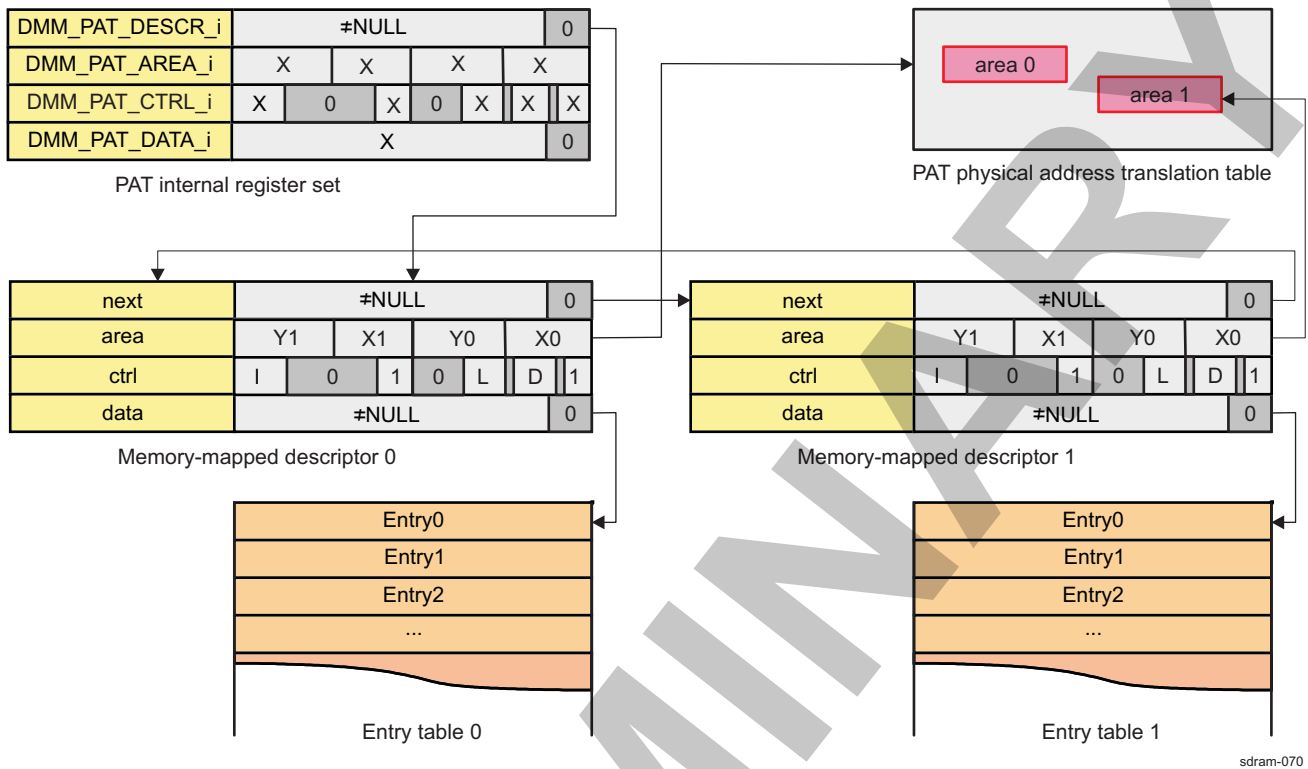 DMM_PAT_DESCR_i ≠NULL 0
DMM_PAT_AREA_i X X X X
DMM_PAT_CTRL_i X 0 X 0 X X X
DMM_PAT_DATA_i X 0
PAT internal register set
area 0
area 1
PAT physical address translation table
next ≠NULL 0
area Y1 X1 Y0 X0
ctrl I 0 1 0 L D 1
data ≠NULL 0
Memory-mapped descriptor 0
next ≠NULL 0
area Y1 X1 Y0 X0
ctrl I 0 1 0 L D 1
data ≠NULL 0
Memory-mapped descriptor 1
Entry0
Entry1
Entry2
...
Entry table 0
Entry0
Entry1
Entry2
...
Entry table 1
sdram-070
MINARY